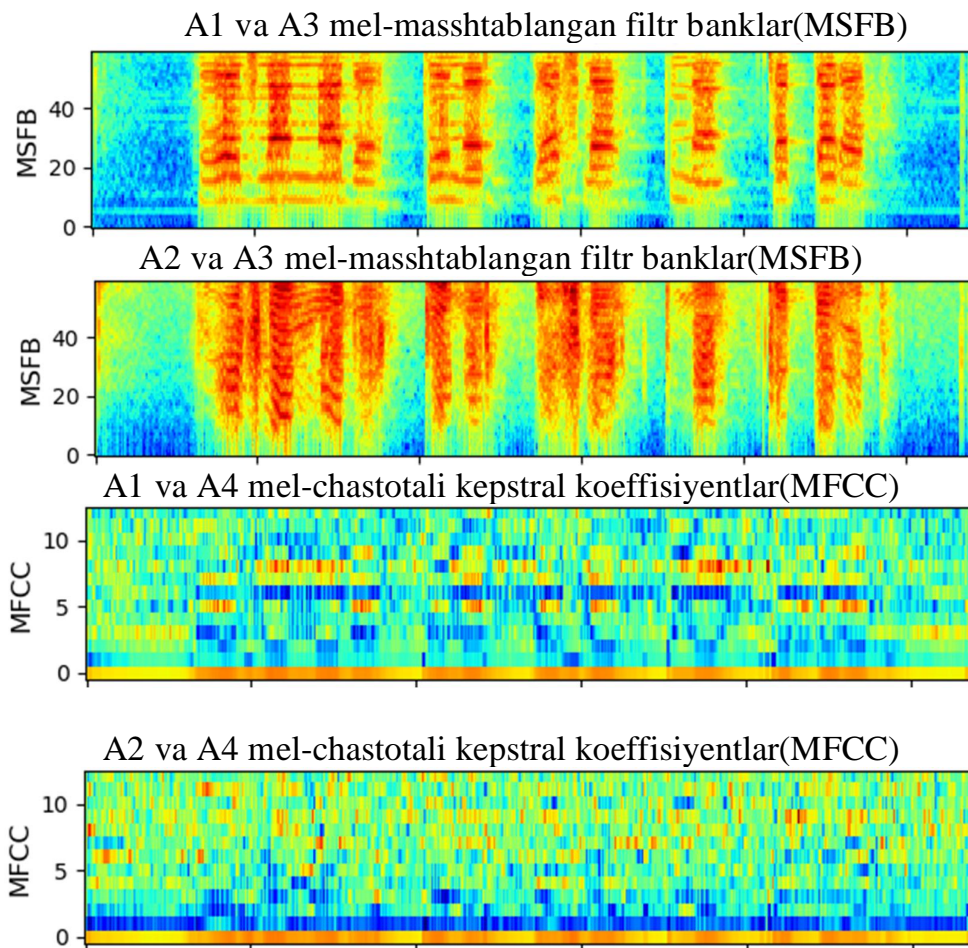 A1 va A3 mel-masshtablangan filtr banklar(MSFB)
MSFB
40
20
0
A2 va A3 mel-masshtablangan filtr banklar(MSFB)
MSFB
40
20
0
A1 va A4 mel-chastotali kepstral koeffisiyentlar(MFCC)
MFCC
10
5
0
A2 va A4 mel-chastotali kepstral koeffisiyentlar(MFCC)
MFCC
10
5
0